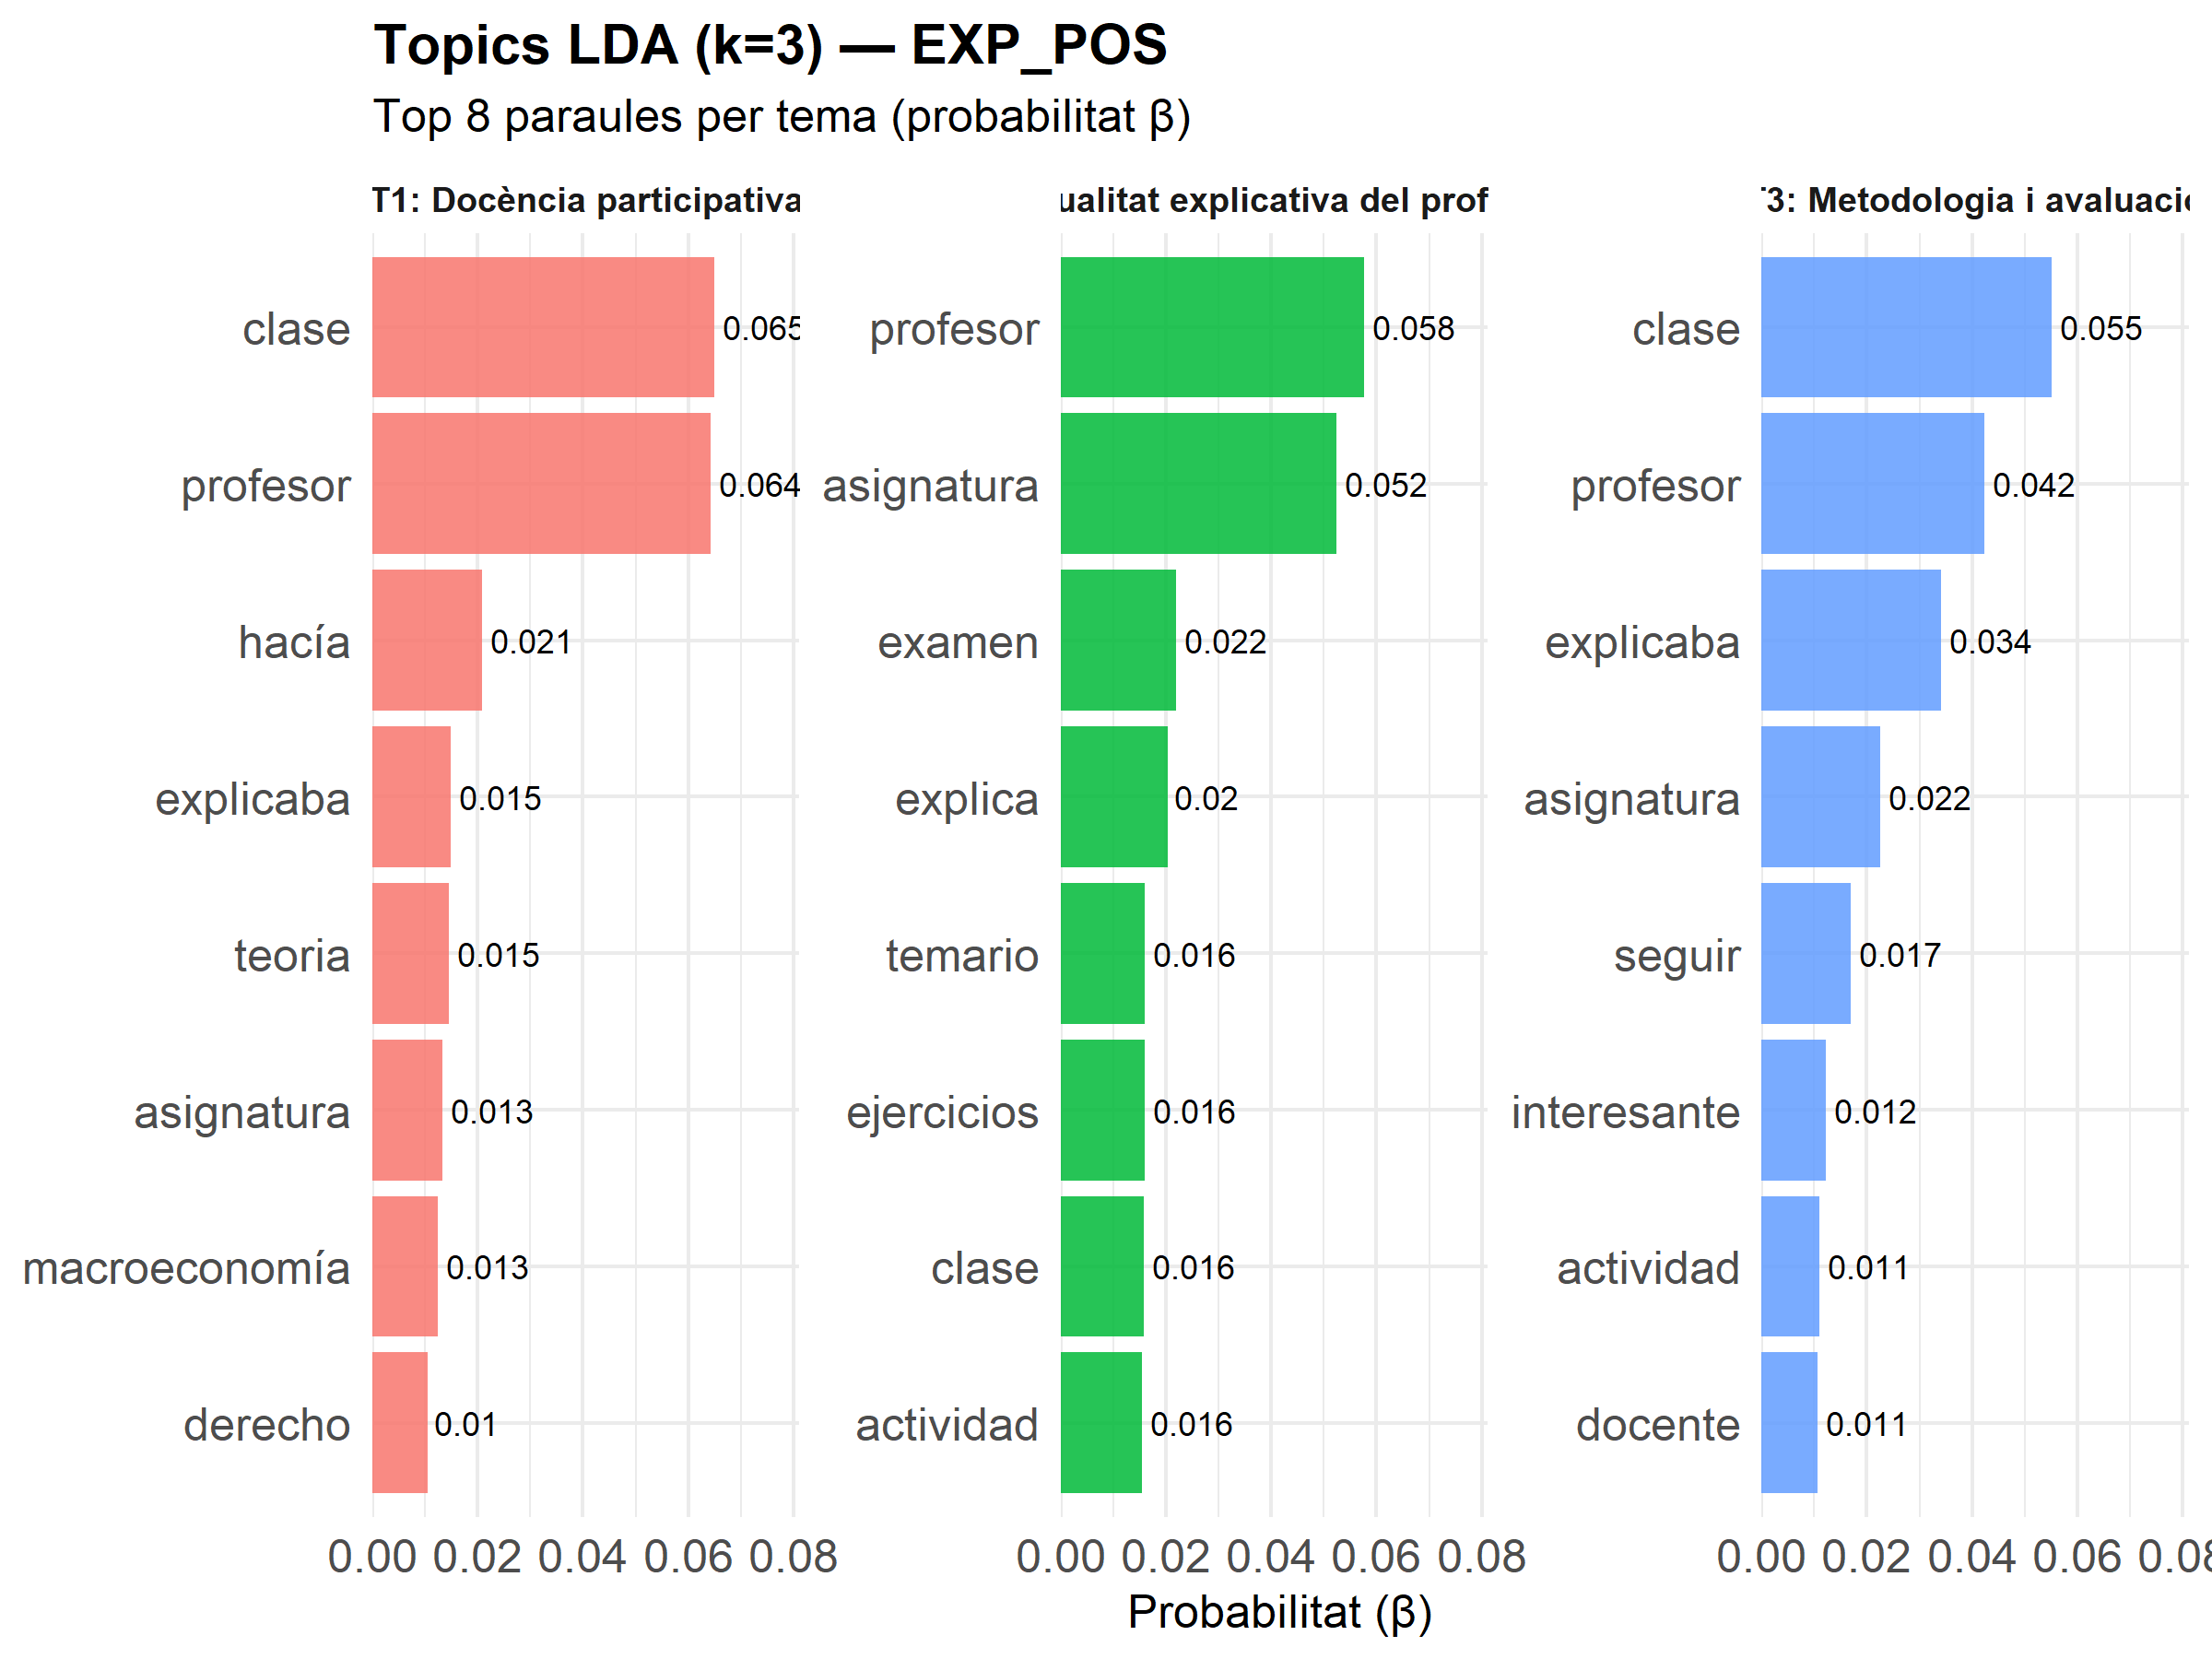 Topics LDA (k=3) — EXP_POS
Top 8 paraules per tema (probabilitat β)
T1: Docència participativa
clase 0.065
profesor 0.064
hacía 0.021
explicaba 0.015
teoria 0.015
asignatura 0.013
macroeconomía 0.013
derecho 0.01
0.00 0.02 0.04 0.06 0.08
ualitat explicativa del prof
profesor 0.058
asignatura 0.052
examen 0.022
explica 0.02
temario 0.016
ejercicios 0.016
clase 0.016
actividad 0.016
0.00 0.02 0.04 0.06 0.08
T3: Metodologia i avaluació
clase 0.055
profesor 0.042
explicaba 0.034
asignatura 0.022
seguir 0.017
interesante 0.012
actividad 0.011
docente 0.011
0.00 0.02 0.04 0.06 0.08
Probabilitat (β)